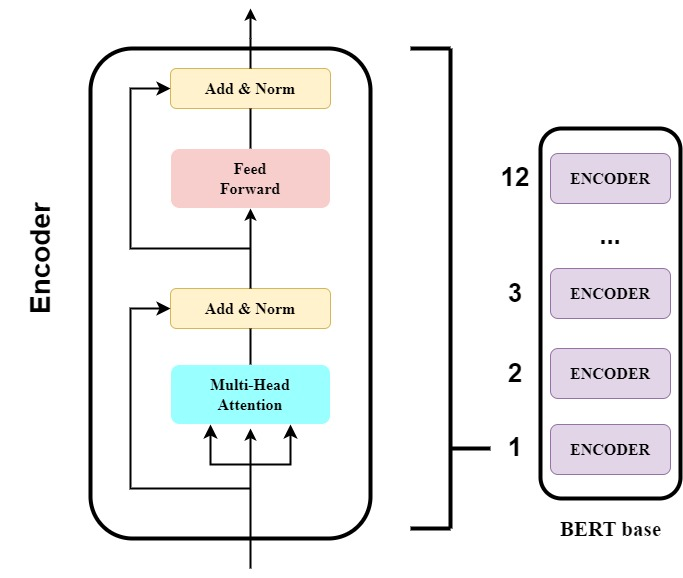 Encoder
Add & Norm
Feed
Forward
Add & Norm
Multi-Head
Attention
12
ENCODER
...
3
ENCODER
2
ENCODER
1
ENCODER
BERT base